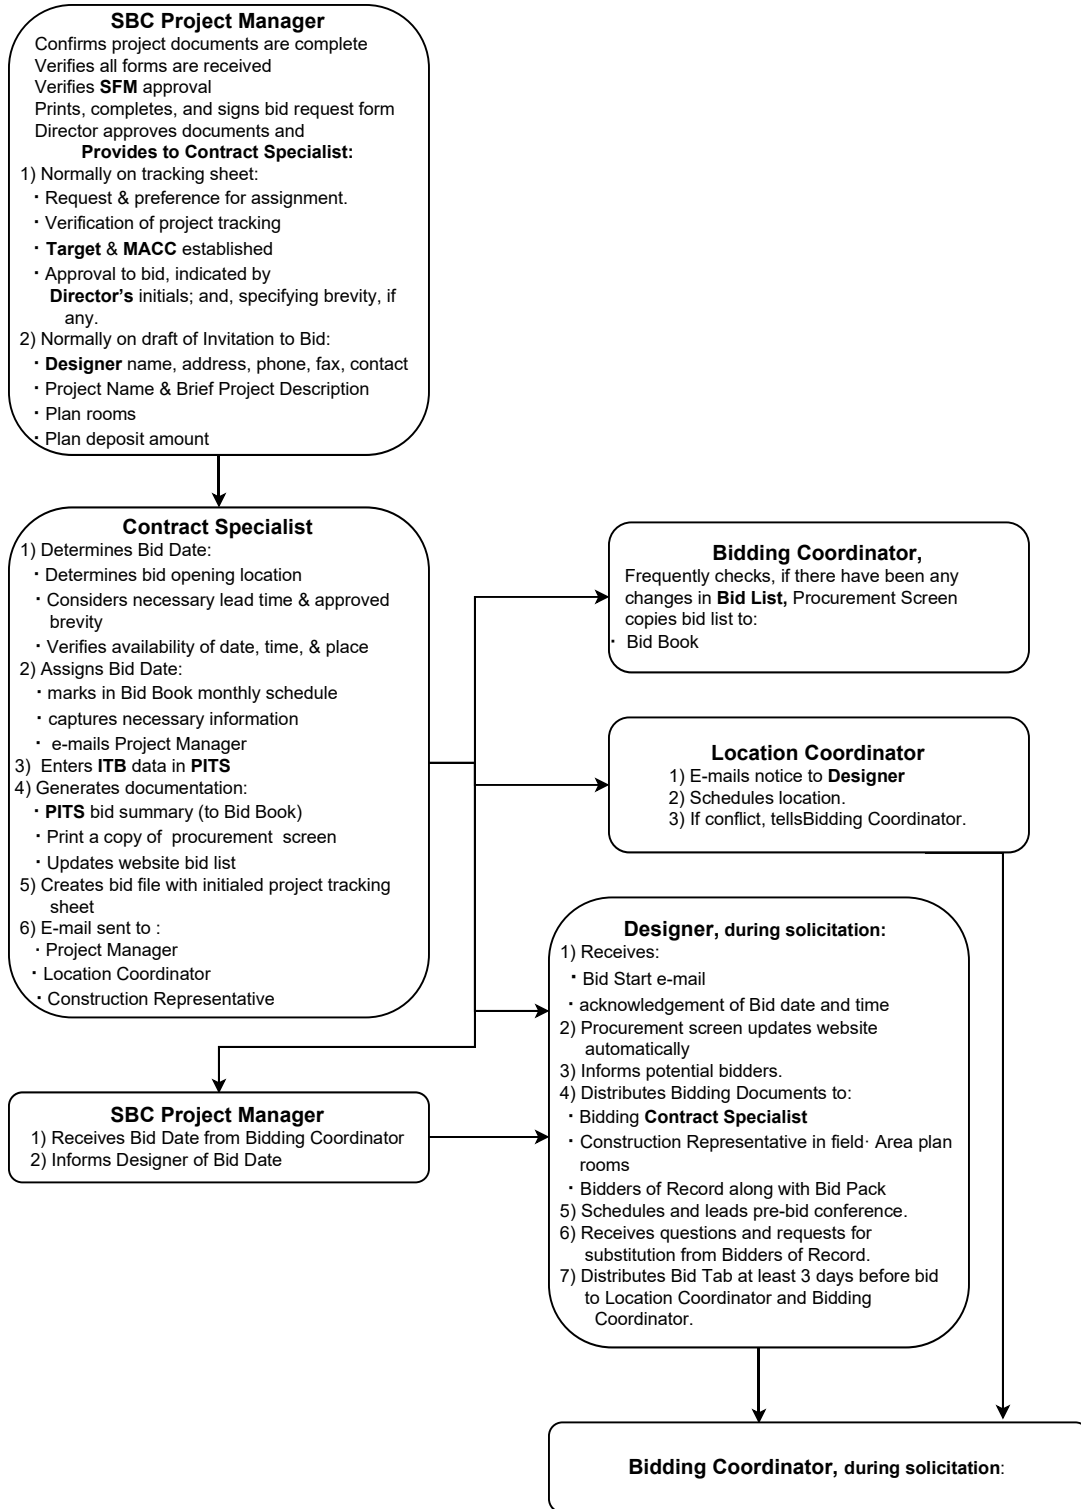 SBC Project Manager
Confirms project documents are complete
Verifies all forms are received
Verifies SFM approval
Prints, completes, and signs bid request form
Director approves documents and
Provides to Contract Specialist:
1) Normally on tracking sheet:
· Request & preference for assignment.
· Verification of project tracking
· Target & MACC established
· Approval to bid, indicated by
Director's initials; and, specifying brevity, if
any.
2) Normally on draft of Invitation to Bid:
· Designer name, address, phone, fax, contact
· Project Name & Brief Project Description
· Plan rooms
· Plan deposit amount
Contract Specialist
1) Determines Bid Date:
· Determines bid opening location
· Considers necessary lead time & approved
brevity
· Verifies availability of date, time, & place
2) Assigns Bid Date:
· marks in Bid Book monthly schedule
· captures necessary information
· e-mails Project Manager
3) Enters ITB data in PITS
4) Generates documentation:
· PITS bid summary (to Bid Book)
· Print a copy of procurement screen
· Updates website bid list
5) Creates bid file with initialed project tracking
sheet
6) E-mail sent to :
· Project Manager
· Location Coordinator
· Construction Representative
Bidding Coordinator,
Frequently checks, if there have been any
changes in Bid List, Procurement Screen
copies bid list to:
· Bid Book
Location Coordinator
1) E-mails notice to Designer
2) Schedules location.
3) If conflict, tellsBidding Coordinator.
SBC Project Manager
1) Receives Bid Date from Bidding Coordinator
2) Informs Designer of Bid Date
Designer, during solicitation:
1) Receives:
· Bid Start e-mail
· acknowledgement of Bid date and time
2) Procurement screen updates website
automatically
3) Informs potential bidders.
4) Distributes Bidding Documents to:
· Bidding Contract Specialist
· Construction Representative in field· Area plan
rooms
· Bidders of Record along with Bid Pack
5) Schedules and leads pre-bid conference.
6) Receives questions and requests for
substitution from Bidders of Record.
7) Distributes Bid Tab at least 3 days before bid
to Location Coordinator and Bidding
Coordinator.
Bidding Coordinator, during solicitation: